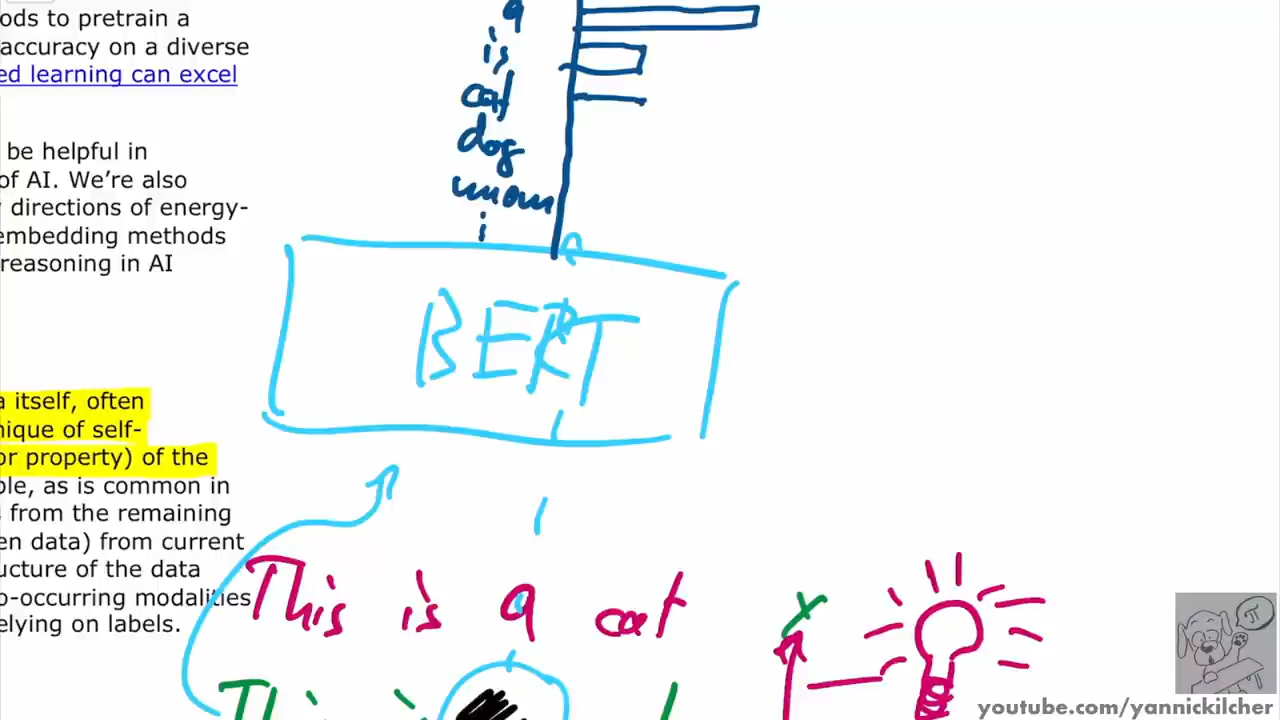 ods to pretrain a
accuracy on a diverse
ed learning can excel
be helpful in
of AI. We're also
directions of energy-
embedding methods
reasoning in AI
a itself, often
nique of self-
or property) of the
ble, as is common in
from the remaining
en data) from current
ucture of the data
o-occurring modalities
elying on labels.
a
is
cat
dog
BERT
This is a cat
This i
x
π
youtube.com/yannickilcher